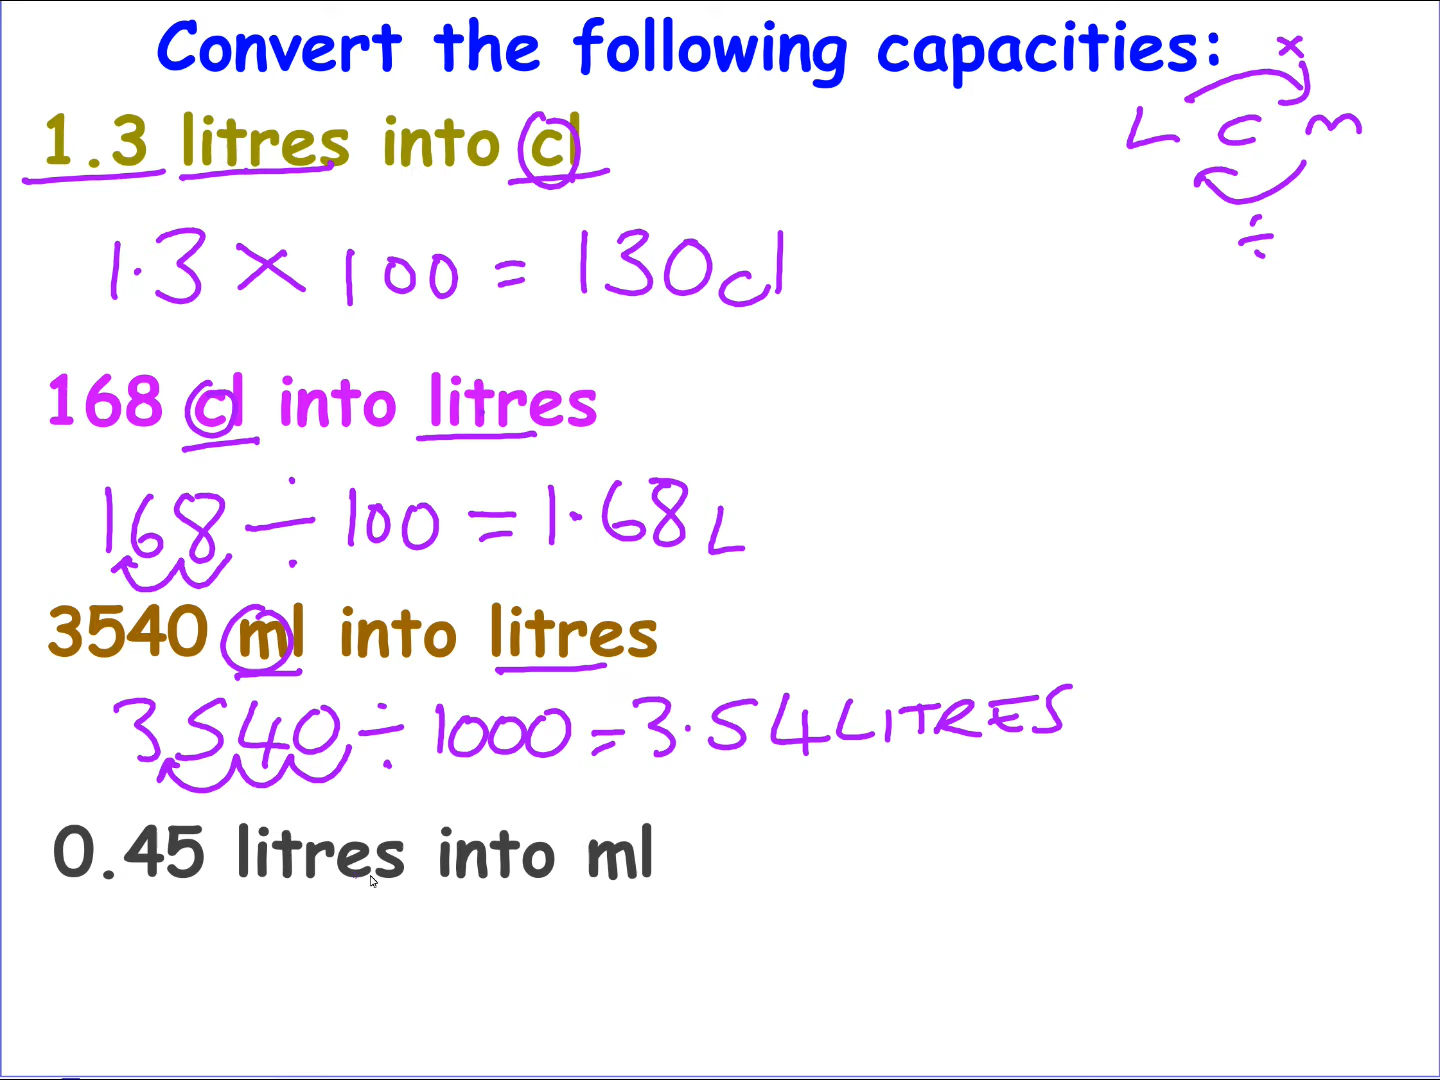 Convert the following capacities:
x
L C m
÷
1.3 litres into cl
1.3 × 100 = 130cl
168 cl into litres
168 ÷ 100 = 1.68 L
3540 ml into litres
3540 ÷ 1000 = 3.54 LITRES
0.45 litres into ml